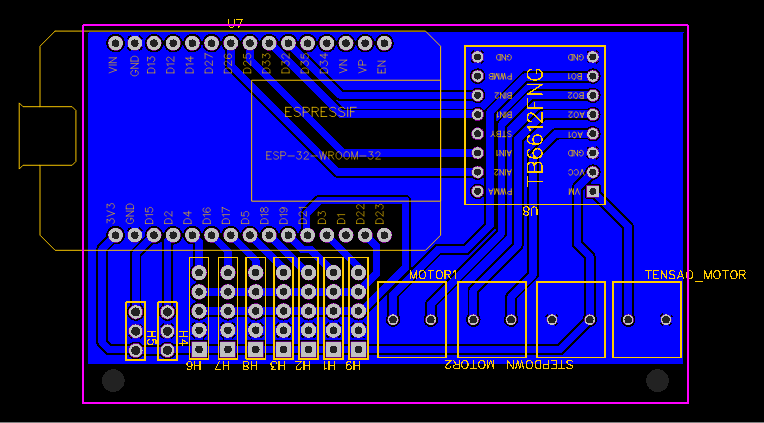 U7
VIN GND D13 D12 D14 D27 D26 D25 D33 D32 D35 D34 VN VP EN
ESPRESSIF
ESP-32-WROOM-32
3V3 GND D15 D2 D4 D16 D17 D5 D18 D19 D21 D3 D1 D22 D23
GND PWMB BIN2 BIN1 STBY AIN1 AIN2 PWMA
TB6612FNG
GND BO1 BO2 AO2 AO1 GND VCC VM
U8
MOTOR1
TENSAO_MOTOR
H5
H4
H6 H7 H8 H3 H2 H1 H9
MOTOR2
STEPDOWN